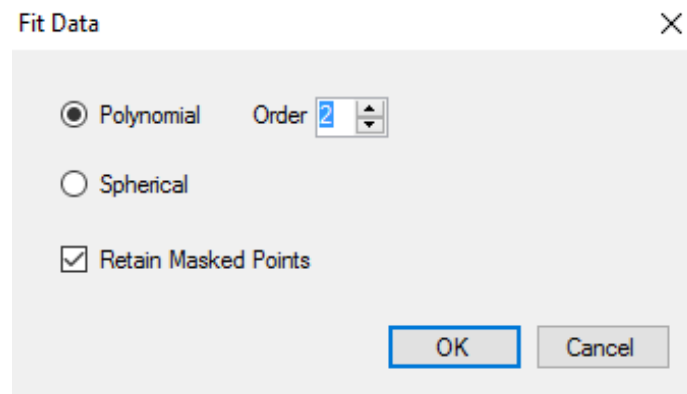 Fit Data
Polynomial Order 2
Spherical
Retain Masked Points
OK Cancel